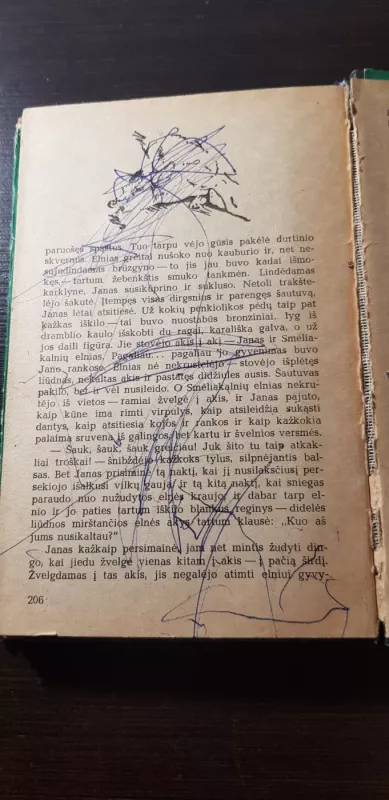 paruošęs spąstus. Tuo tarpu vėjo gūsis pakėlė durtinio
skvernus. Elnias greitai nušoko nuo kauburio ir, net ne-
sujudindamas brūzgyno — to jis jau buvo kadai išmo-
kęs,— tartum žebenkštis smuko tankmėn. Lindėdamas
karklyne, Janas susikūprino ir sukluso. Netoli trakšte-
lėjo šakutė. Įtempęs visas dirgsnius ir parengęs šautuvą,
Janas lėtai atsitiesė. Už kokių penkiolikos pėdų taip pat
kažkas iškilo — tai buvo nuostabūs bronziniai, lyg iš
dramblio kaulo iškobti du ragai, karališka galva, o už
jos daili figūra. Jie stovėjo akis į akį — Janas ir Smėlia-
kalnių elnias. Pagaliau... pagaliau jo gyvenimas buvo
Jano rankose. Elnias nė nekrustelėjo — stovėjo išplėtęs
liūdnas, nekaltas akis ir pastatęs didžiules ausis. Šautuvas
pakilo, bet ir vėl nusileido. O Smėliakalnių elnias nekru-
tėjo iš vietos — ramiai žvelgė į akis, ir Janas pajuto,
kaip kūne ima rimti virpulys, kaip atsileidžia sukąsti
dantys, kaip atsitiesia kojos ir rankos ir kaip kažkokia
palaima sruvena iš galingos, bet kartu ir švelnios versmės.
— Šauk, šauk, šauk greičiau! Juk šito tu taip atkak-
liai troškai! — šnibždėjo kažkoks tylus, silpnėjantis bal-
sas. Bet Janas prisiminė tą naktį, kai jį nusilaksčiusį per-
sekiojo išalkusi vilkų gauja, ir tą kitą naktį, kai sniegas
paraudo nuo nužudytos elnės kraujo, ir dabar tarp el-
nio ir jo paties tartum iškilo blankus reginys — didelės
liūdnos mirštančios elnės akys tartum klausė: „Kuo aš
jums nusikaltau?"
Janas kažkaip persimainė, jam net mintis žudyti din-
go, kai jiedu žvelgė vienas kitam į akis — į pačią širdį.
Žvelgdamas į tas akis, jis negalėjo atimti elniui gyvy-
206